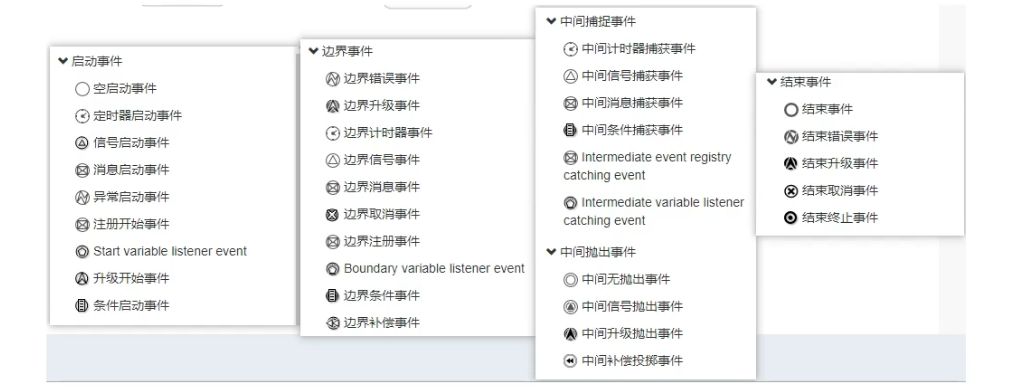 启动事件
空启动事件
定时器启动事件
信号启动事件
消息启动事件
异常启动事件
注册开始事件
Start variable listener event
升级开始事件
条件启动事件
边界事件
边界错误事件
边界升级事件
边界计时器事件
边界信号事件
边界消息事件
边界取消事件
边界注册事件
Boundary variable listener event
边界条件事件
边界补偿事件
中间捕捉事件
中间计时器捕获事件
中间信号捕获事件
中间消息捕获事件
中间条件捕获事件
Intermediate event registry
catching event
Intermediate variable listener
catching event
中间抛出事件
中间无抛出事件
中间信号抛出事件
中间升级抛出事件
中间补偿投掷事件
结束事件
结束事件
结束错误事件
结束升级事件
结束取消事件
结束终止事件